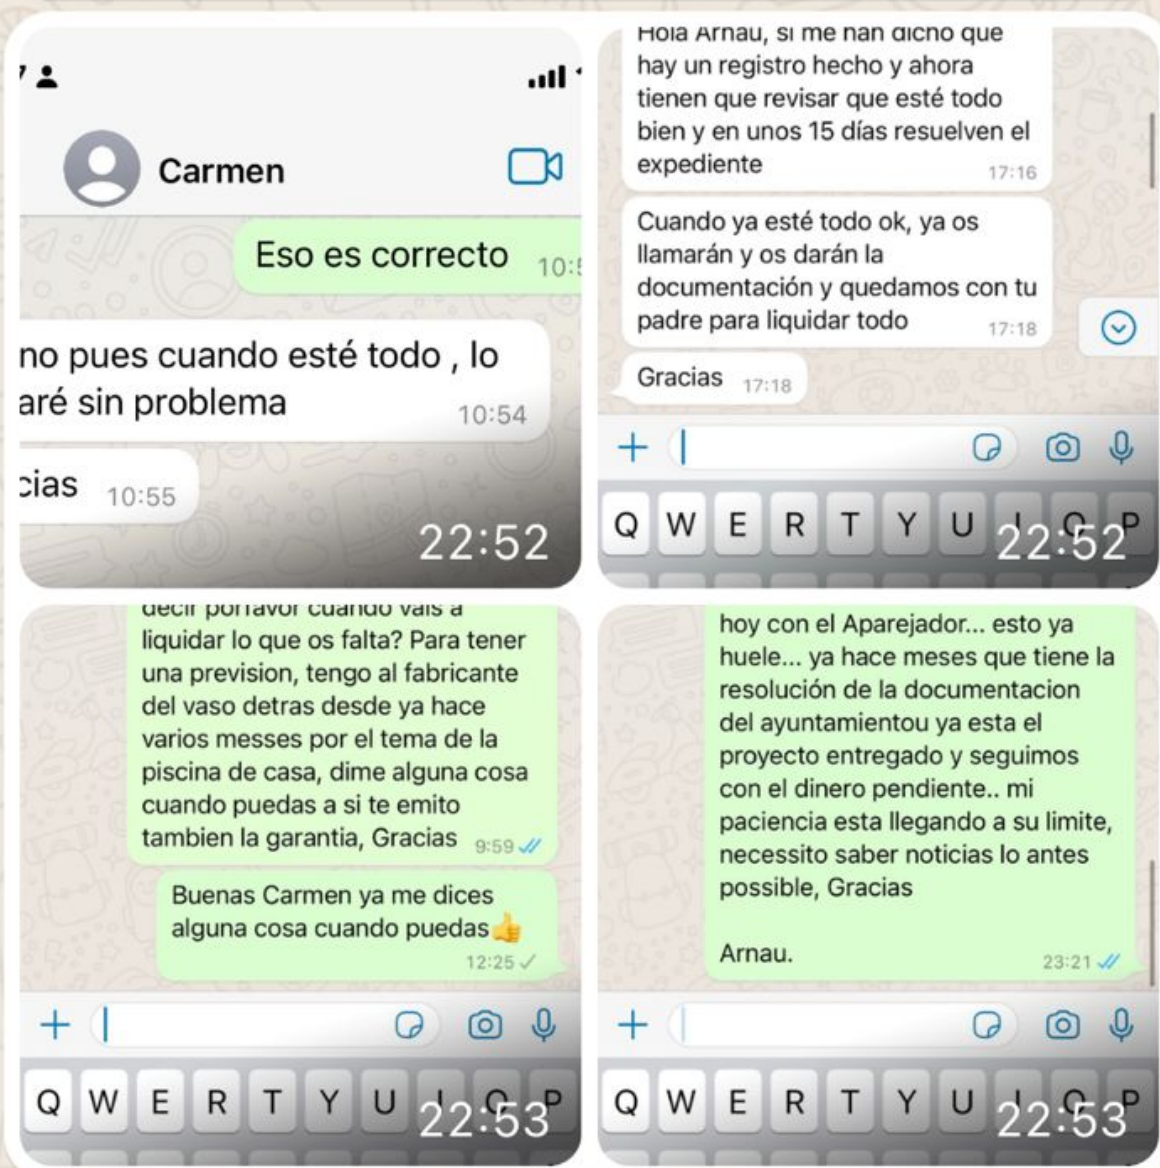 Carmen
Eso es correcto
no pues cuando esté todo , lo
aré sin problema 10:54
cias 10:55
22:52
Hola Arnau, si me han dicho que
hay un registro hecho y ahora
tienen que revisar que esté todo
bien y en unos 15 días resuelven el
expediente 17:16
Cuando ya esté todo ok, ya os
llamarán y os darán la
documentación y quedamos con tu
padre para liquidar todo 17:18
Gracias 17:18
Q W E R T Y U I O P
22:52
decir porfavor cuando vais a
liquidar lo que os falta? Para tener
una prevision, tengo al fabricante
del vaso detras desde ya hace
varios messes por el tema de la
piscina de casa, dime alguna cosa
cuando puedas a si te emito
tambien la garantia, Gracias 9:59
Buenas Carmen ya me dices
alguna cosa cuando puedas👍
12:25
Q W E R T Y U I O P
22:53
hoy con el Aparejador... esto ya
huele... ya hace meses que tiene la
resolución de la documentacion
del ayuntamientou ya esta el
proyecto entregado y seguimos
con el dinero pendiente.. mi
paciencia esta llegando a su limite,
necessito saber noticias lo antes
possible, Gracias
Arnau. 23:21
Q W E R T Y U I O P
22:53